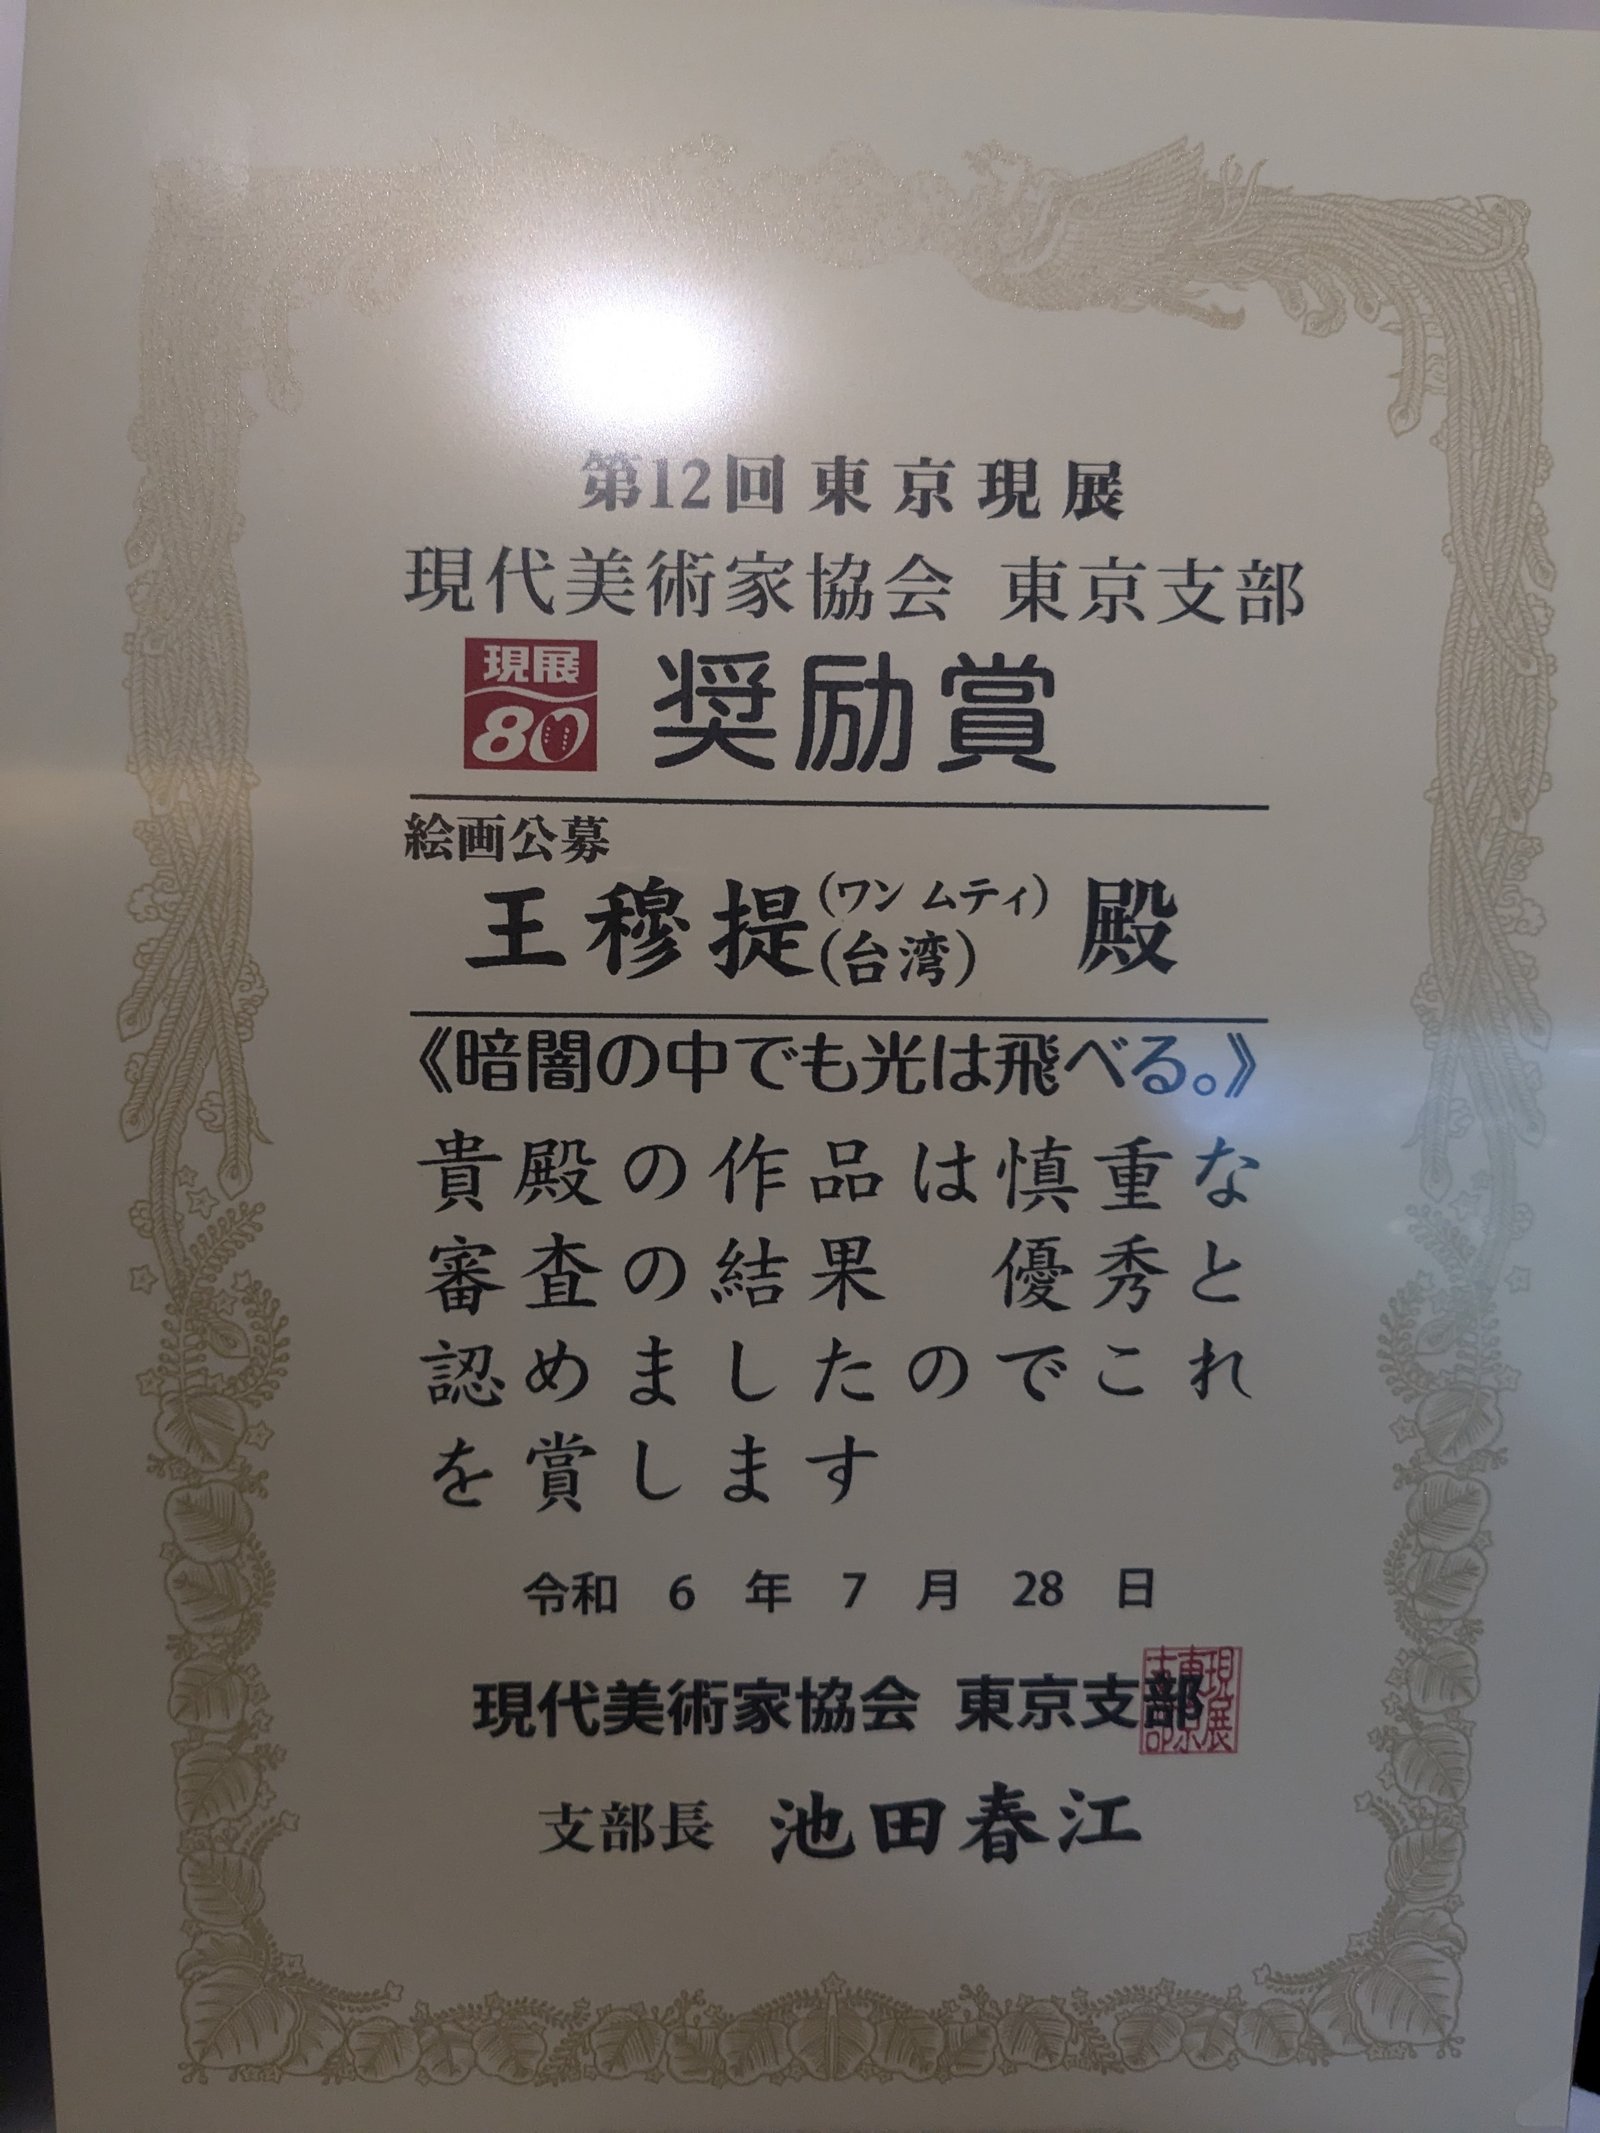 第12回 東京現展
現代美術家協会 東京支部
現展
80
奨励賞
絵画公募
王穆提(ワン ムティ)(台湾) 殿
《暗闇の中でも光は飛べる。》
貴殿の作品は慎重な
審査の結果 優秀と
認めましたのでこれ
を賞します
令和 6 年 7 月 28 日
現代美術家協会 東京支部
支部長 池田春江